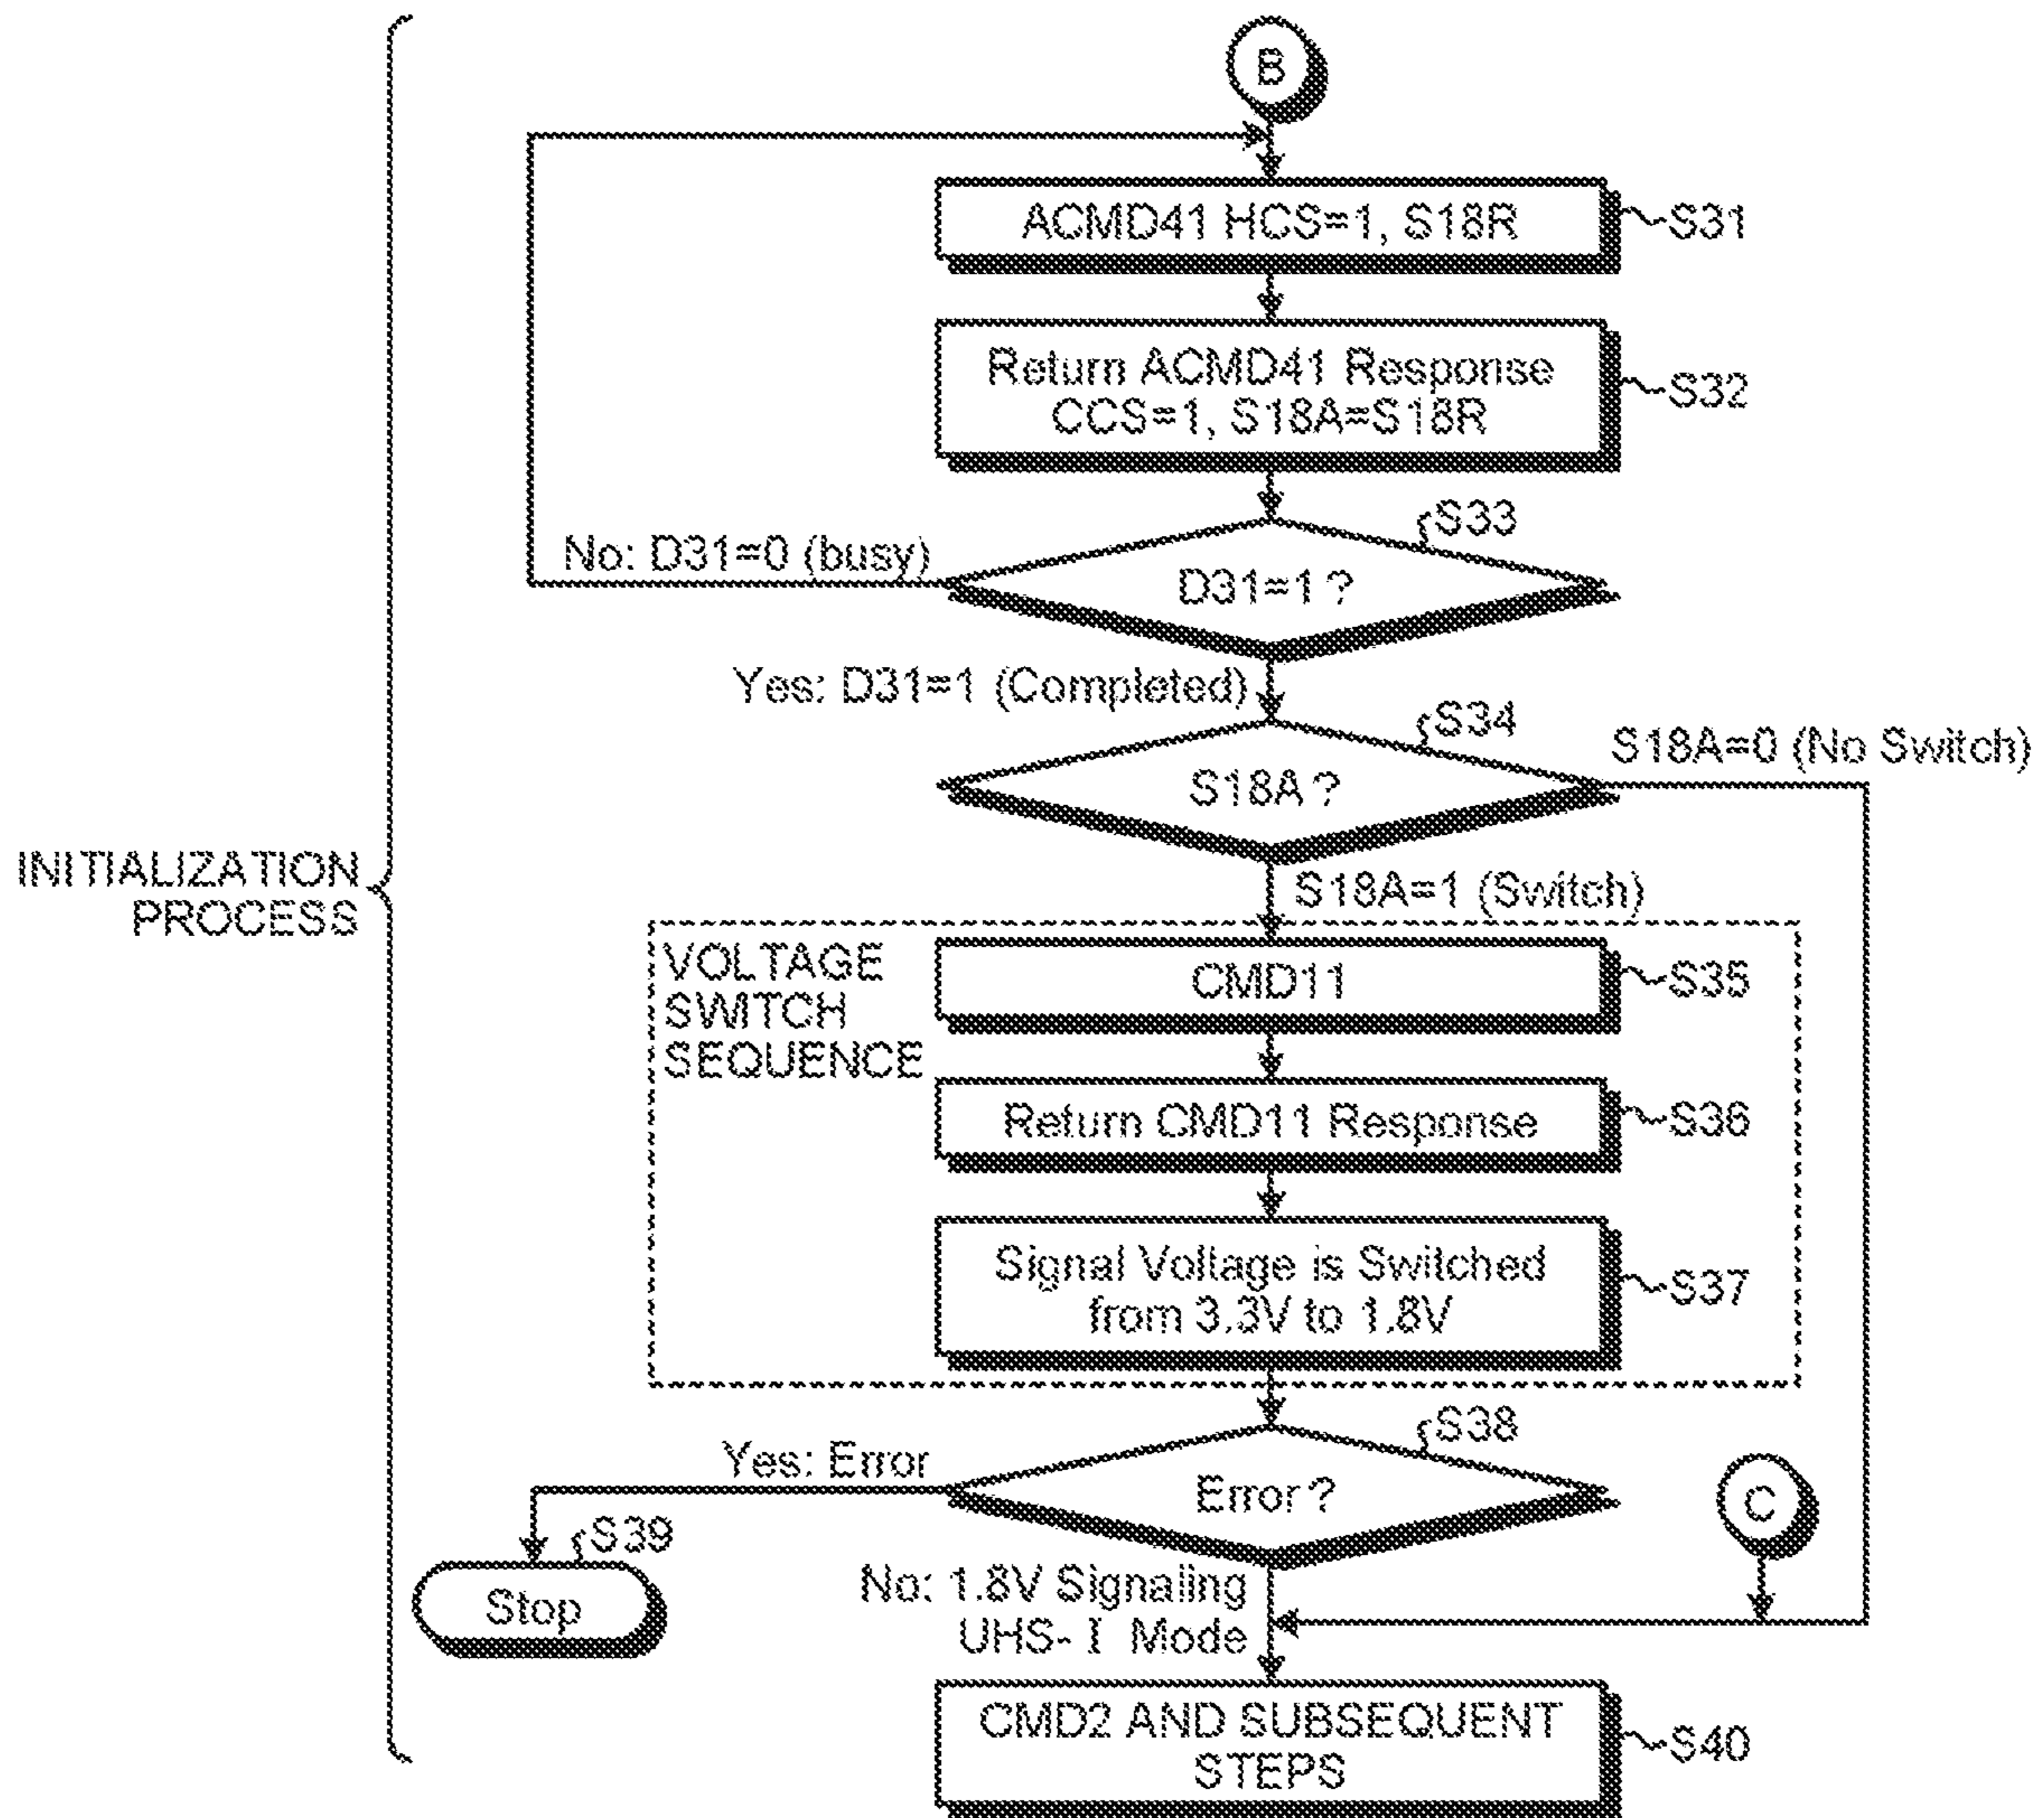 B
ACMD41 HCS=1, S18R
S31
Return ACMD41 Response
CCS=1, S18A=S18R
S32
S33
No: D31=0 (busy)
D31=1 ?
Yes: D31=1 (Completed)
S34
S18A=0 (No Switch)
S18A ?
INITIALIZATION
PROCESS
S18A=1 (Switch)
VOLTAGE
SWITCH
SEQUENCE
CMD11
S35
Return CMD11 Response
S36
Signal Voltage is Switched
from 3.3V to 1.8V
S37
S38
Yes: Error
Error ?
C
S39
Stop
No: 1.8V Signaling
UHS- I Mode
CMD2 AND SUBSEQUENT
STEPS
S40